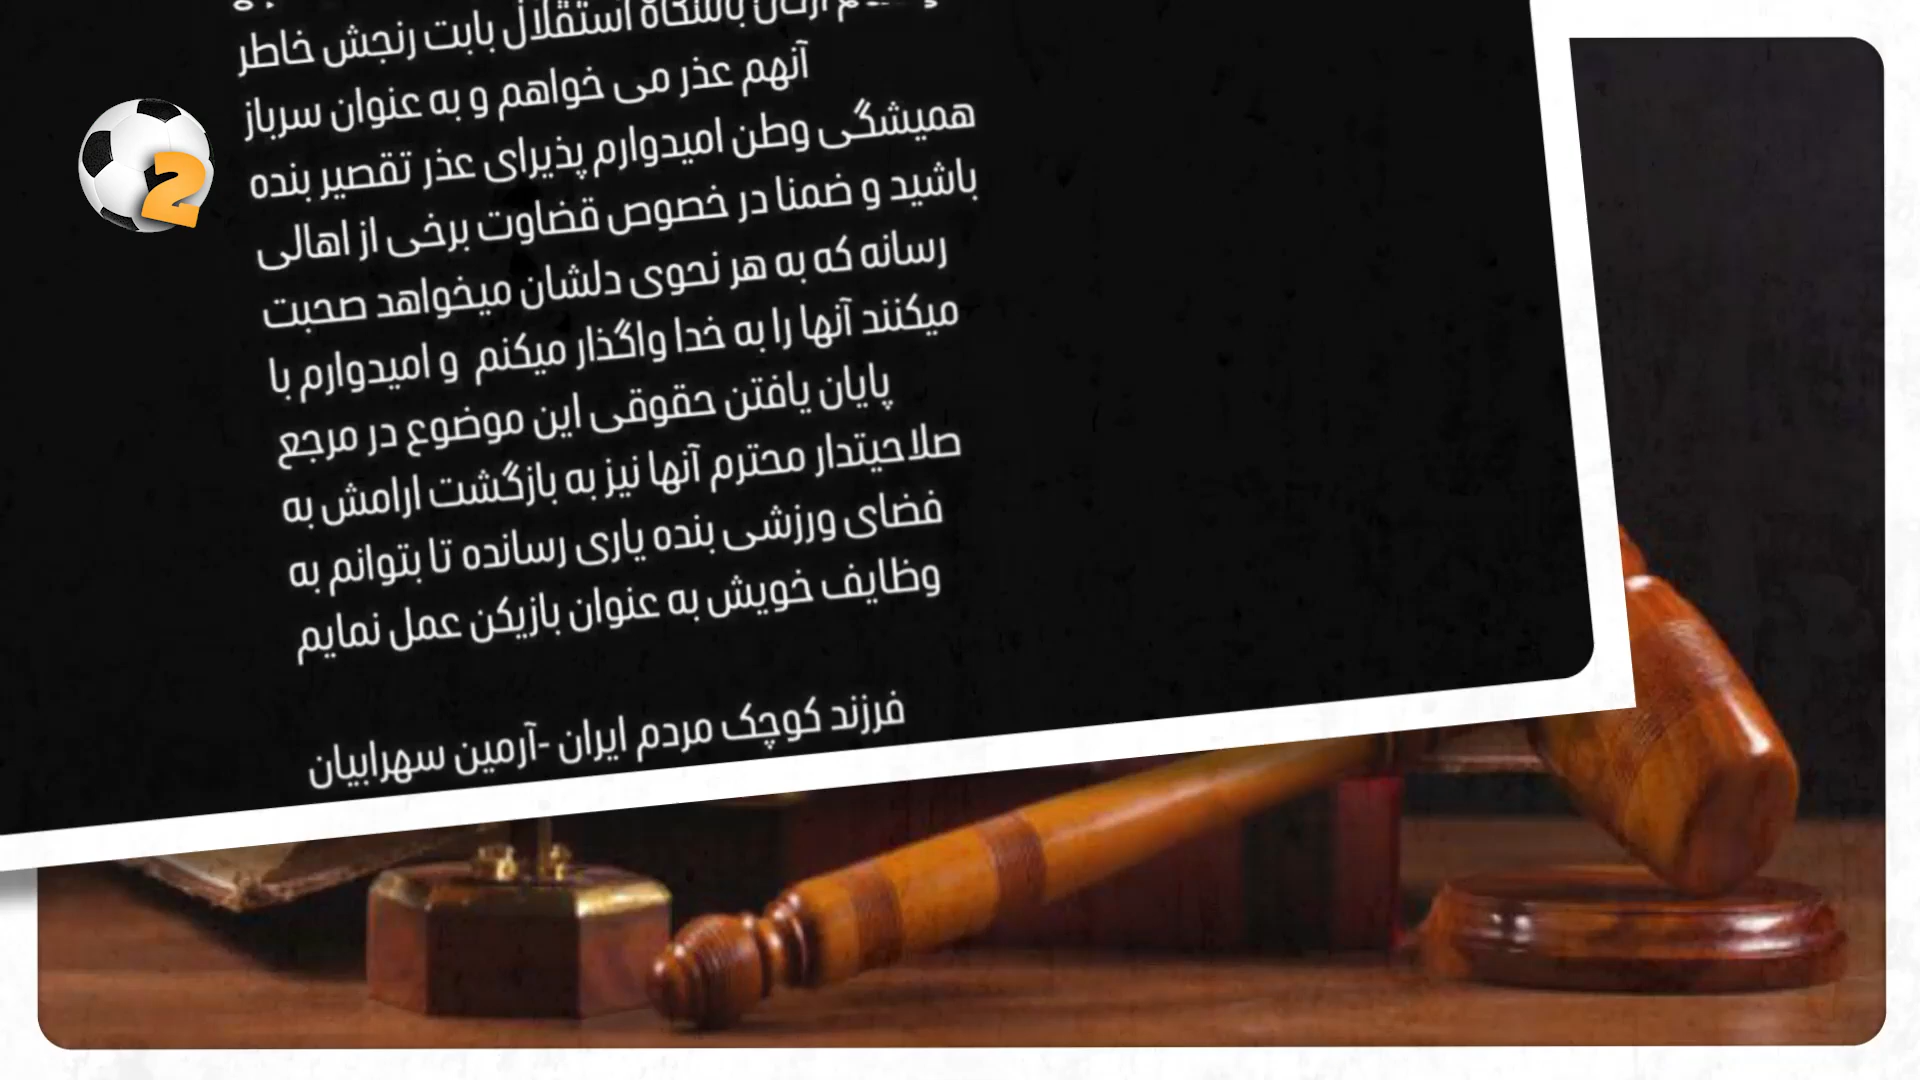 ارکان باشگاه استقلال بابت رنجش خاطر
آنهم عذر می خواهم و به عنوان سرباز
همیشگی وطن امیدوارم پذیرای عذر تقصیر بنده
باشید و ضمنا در خصوص قضاوت برخی از اهالی
رسانه که به هر نحوی دلشان میخواهد صحبت
میکنند آنها را به خدا واگذار میکنم و امیدوارم با
پایان یافتن حقوقی این موضوع در مرجع
صلاحیتدار محترم آنها نیز به بازگشت ارامش به
فضای ورزشی بنده یاری رسانده تا بتوانم به
وظایف خویش به عنوان بازیکن عمل نمایم
فرزند کوچک مردم ایران -آرمین سهرابیان
2